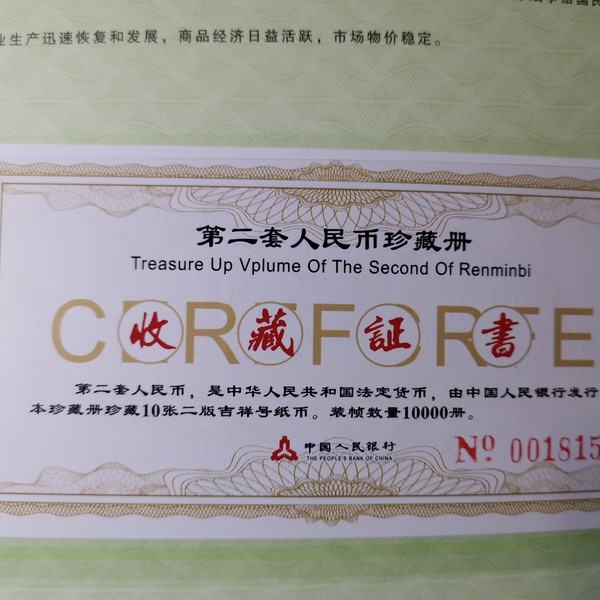 业生产迅速恢复和发展，商品经济日益活跃，市场物价稳定。
第二套人民币珍藏册
Treasure Up Vplume Of The Second Of Renminbi
收藏証書
第二套人民币，是中华人民共和国法定货币，由中国人民银行发行
本珍藏册珍藏10张二版吉祥号纸币。装帧数量10000册。
中国人民银行
THE PEOPLE'S BANK OF CHINA
Nº 001815